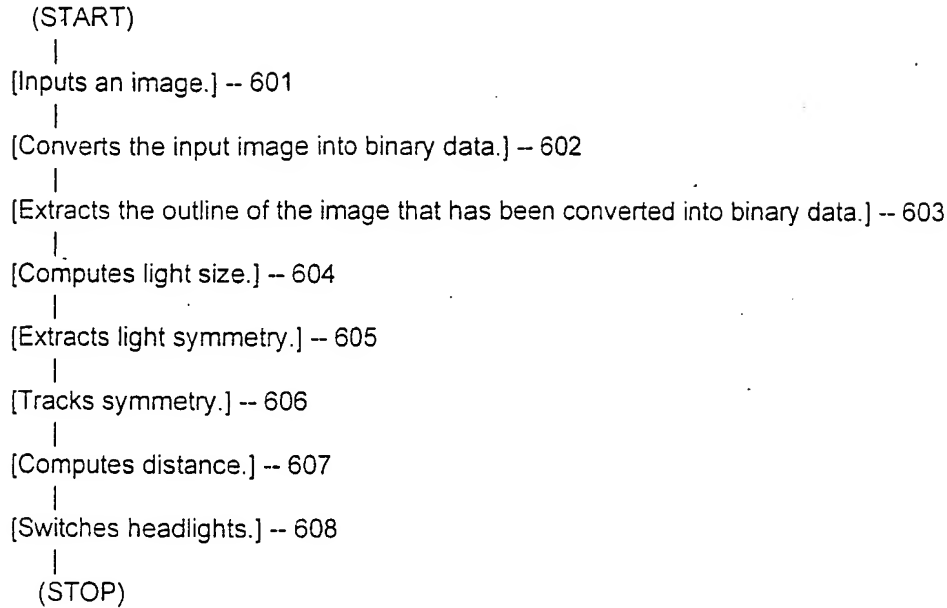 (START)
[Inputs an image.] -- 601
[Converts the input image into binary data.] -- 602
[Extracts the outline of the image that has been converted into binary data.] -- 603
[Computes light size.] -- 604
[Extracts light symmetry.] -- 605
[Tracks symmetry.] -- 606
[Computes distance.] -- 607
[Switches headlights.] -- 608
(STOP)